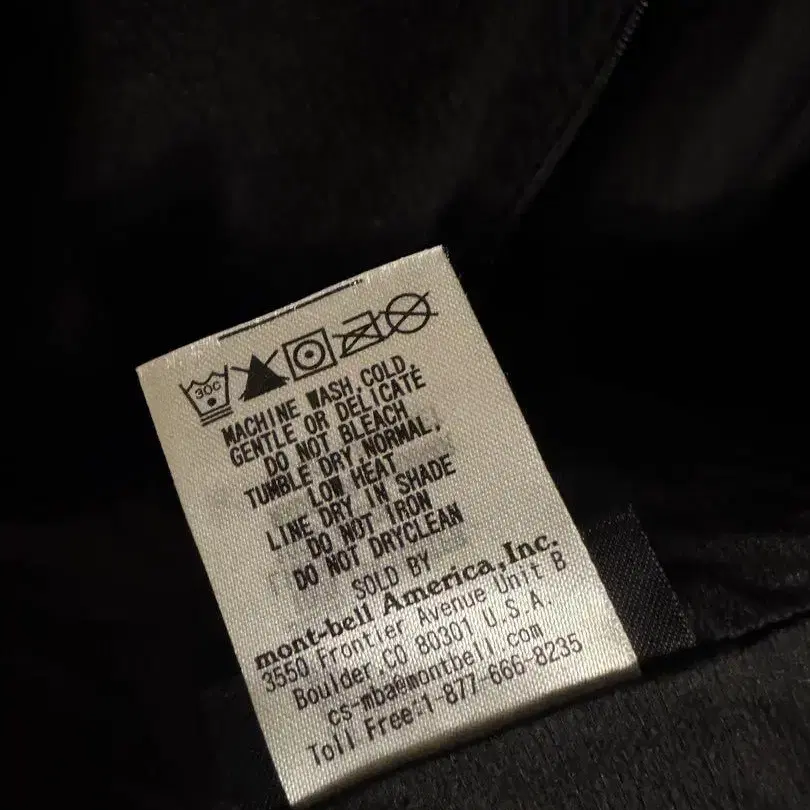 30C
MACHINE WASH,COLD,
GENTLE OR DELICATE
DO NOT BLEACH
TUMBLE DRY,NORMAL,
LOW HEAT
LINE DRY IN SHADE
DO NOT IRON
DO NOT DRYCLEAN
SOLD BY
mont-bell America,Inc.
3550 Frontier Avenue Unit B
Boulder,CO 80301 U.S.A.
cs-mba@montbell.com
Toll Free:1-877-666-8235